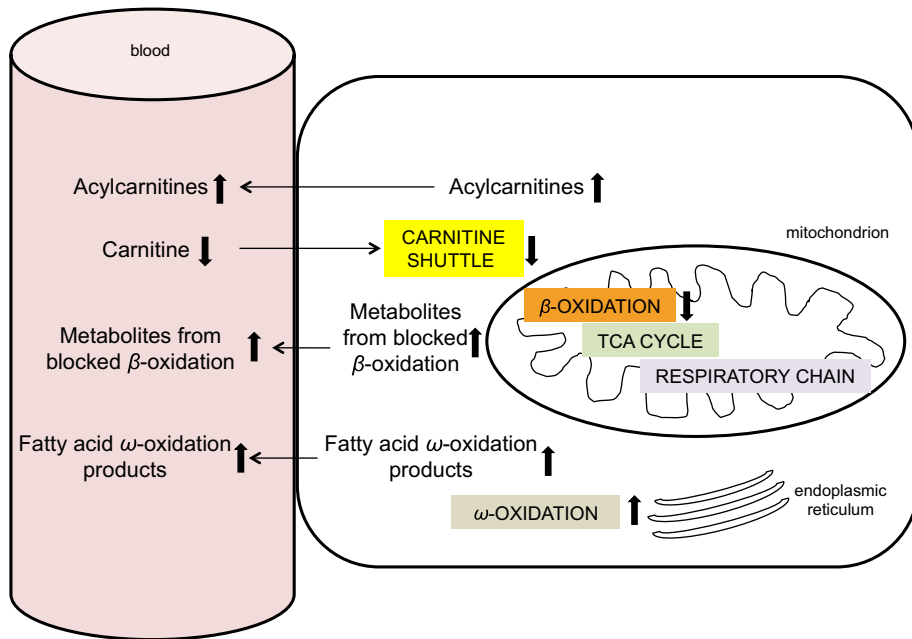 blood
Acylcarnitines
Acylcarnitines
Carnitine
CARNITINE
SHUTTLE
mitochondrion
β-OXIDATION
TCA CYCLE
RESPIRATORY CHAIN
Metabolites from
blocked β-oxidation
Metabolites
from blocked
β-oxidation
Fatty acid ω-oxidation
products
Fatty acid ω-oxidation
products
ω-OXIDATION
endoplasmic
reticulum